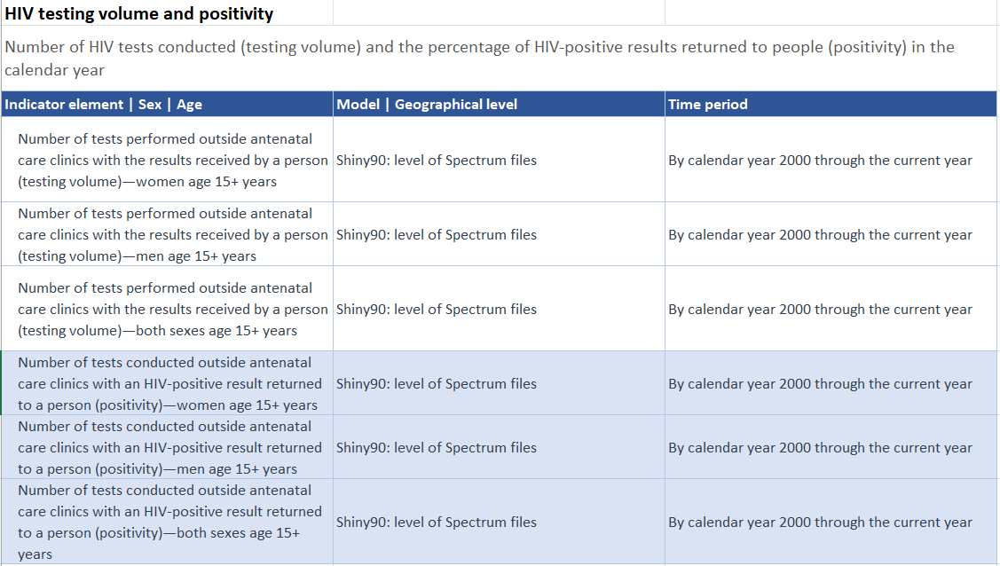 HIV testing volume and positivity
Number of HIV tests conducted (testing volume) and the percentage of HIV-positive results returned to people (positivity) in the
calendar year
Indicator element | Sex | Age
Model | Geographical level
Time period
Number of tests performed outside antenatal
care clinics with the results received by a person
(testing volume)—women age 15+ years
Shiny90: level of Spectrum files
By calendar year 2000 through the current year
Number of tests performed outside antenatal
care clinics with the results received by a person
(testing volume)—men age 15+ years
Shiny90: level of Spectrum files
By calendar year 2000 through the current year
Number of tests performed outside antenatal
care clinics with the results received by a person
(testing volume)—both sexes age 15+ years
Shiny90: level of Spectrum files
By calendar year 2000 through the current year
Number of tests conducted outside antenatal
care clinics with an HIV-positive result returned
to a person (positivity)—women age 15+ years
Shiny90: level of Spectrum files
By calendar year 2000 through the current year
Number of tests conducted outside antenatal
care clinics with an HIV-positive result returned
to a person (positivity)—men age 15+ years
Shiny90: level of Spectrum files
By calendar year 2000 through the current year
Number of tests conducted outside antenatal
care clinics with an HIV-positive result returned
to a person (positivity)—both sexes age 15+
years
Shiny90: level of Spectrum files
By calendar year 2000 through the current year